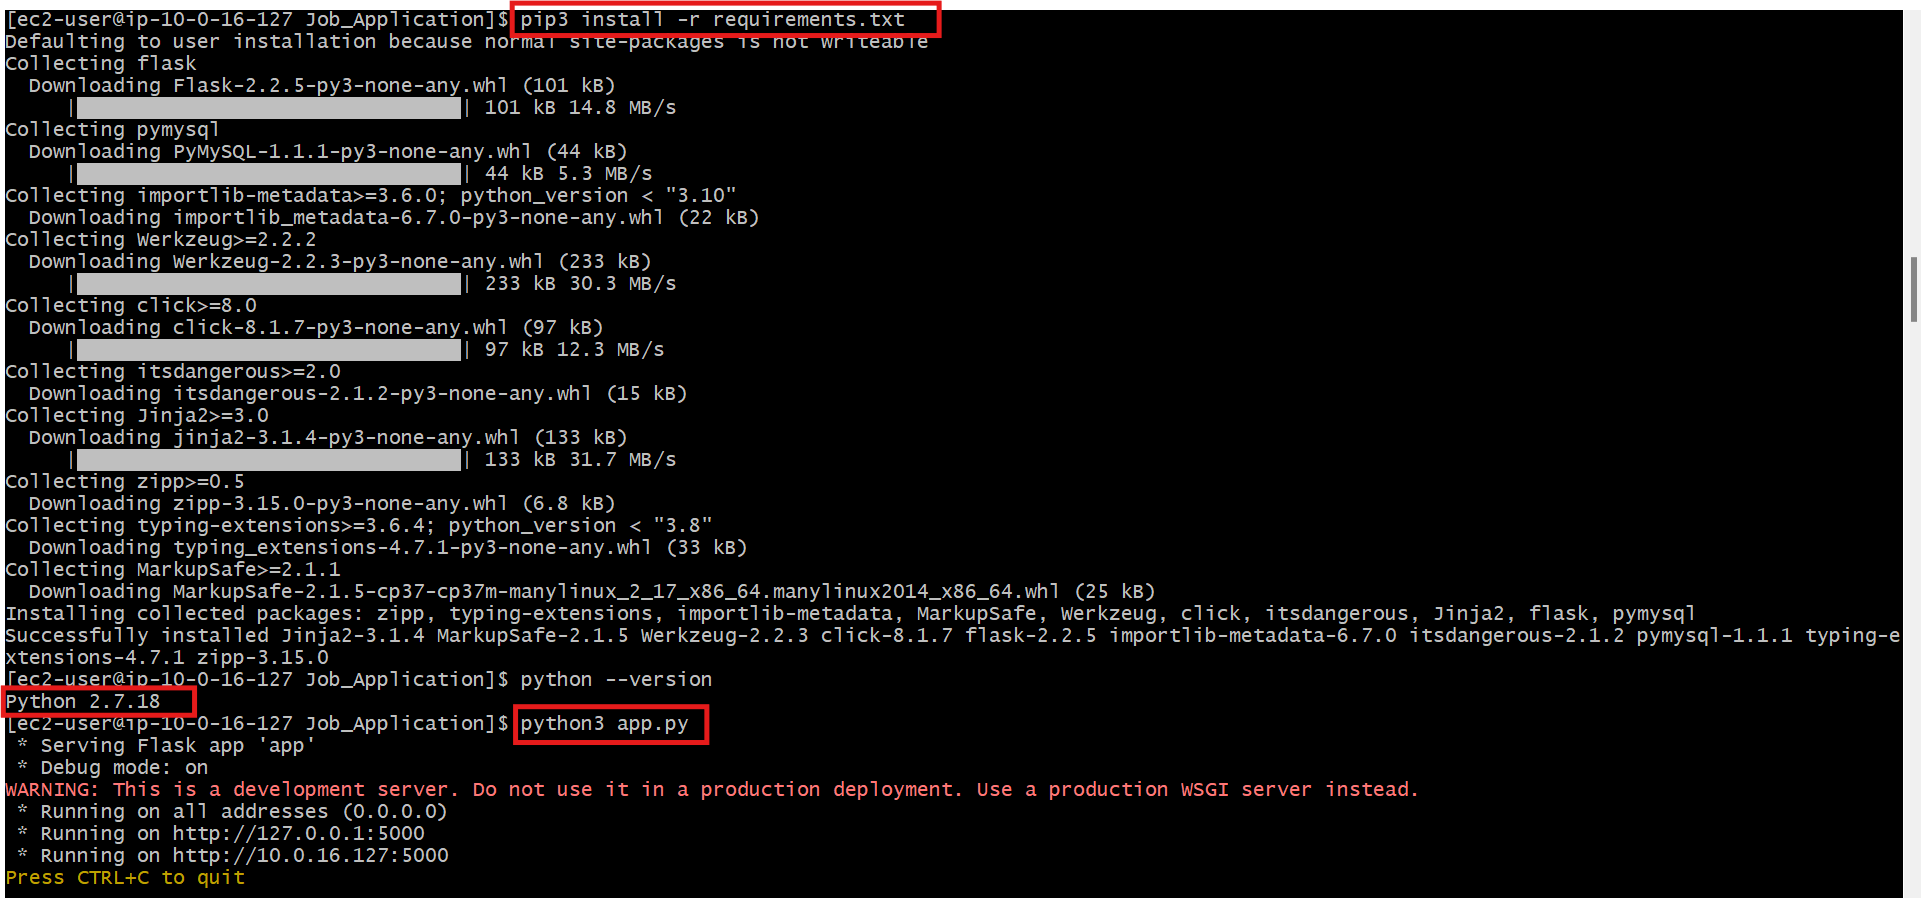 [ec2-user@ip-10-0-16-127 Job_Application]$ pip3 install -r requirements.txt
Defaulting to user installation because normal site-packages is not writeable
Collecting flask
  Downloading Flask-2.2.5-py3-none-any.whl (101 kB)
     |████████████████████████████████| 101 kB 14.8 MB/s
Collecting pymysql
  Downloading PyMySQL-1.1.1-py3-none-any.whl (44 kB)
     |████████████████████████████████| 44 kB 5.3 MB/s
Collecting importlib-metadata>=3.6.0; python_version < "3.10"
  Downloading importlib_metadata-6.7.0-py3-none-any.whl (22 kB)
Collecting Werkzeug>=2.2.2
  Downloading Werkzeug-2.2.3-py3-none-any.whl (233 kB)
     |████████████████████████████████| 233 kB 30.3 MB/s
Collecting click>=8.0
  Downloading click-8.1.7-py3-none-any.whl (97 kB)
     |████████████████████████████████| 97 kB 12.3 MB/s
Collecting itsdangerous>=2.0
  Downloading itsdangerous-2.1.2-py3-none-any.whl (15 kB)
Collecting Jinja2>=3.0
  Downloading jinja2-3.1.4-py3-none-any.whl (133 kB)
     |████████████████████████████████| 133 kB 31.7 MB/s
Collecting zipp>=0.5
  Downloading zipp-3.15.0-py3-none-any.whl (6.8 kB)
Collecting typing-extensions>=3.6.4; python_version < "3.8"
  Downloading typing_extensions-4.7.1-py3-none-any.whl (33 kB)
Collecting MarkupSafe>=2.1.1
  Downloading MarkupSafe-2.1.5-cp37-cp37m-manylinux_2_17_x86_64.manylinux2014_x86_64.whl (25 kB)
Installing collected packages: zipp, typing-extensions, importlib-metadata, MarkupSafe, Werkzeug, click, itsdangerous, Jinja2, flask, pymysql
Successfully installed Jinja2-3.1.4 MarkupSafe-2.1.5 Werkzeug-2.2.3 click-8.1.7 flask-2.2.5 importlib-metadata-6.7.0 itsdangerous-2.1.2 pymysql-1.1.1 typing-e
xtensions-4.7.1 zipp-3.15.0
[ec2-user@ip-10-0-16-127 Job_Application]$ python --version
Python 2.7.18
[ec2-user@ip-10-0-16-127 Job_Application]$ python3 app.py
 * Serving Flask app 'app'
 * Debug mode: on
WARNING: This is a development server. Do not use it in a production deployment. Use a production WSGI server instead.
 * Running on all addresses (0.0.0.0)
 * Running on http://127.0.0.1:5000
 * Running on http://10.0.16.127:5000
Press CTRL+C to quit